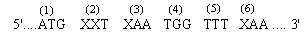 (1) (2) (3) (4) (5) (6)
5'....ATG XXT XAA TGG TTT XAA .... 3'